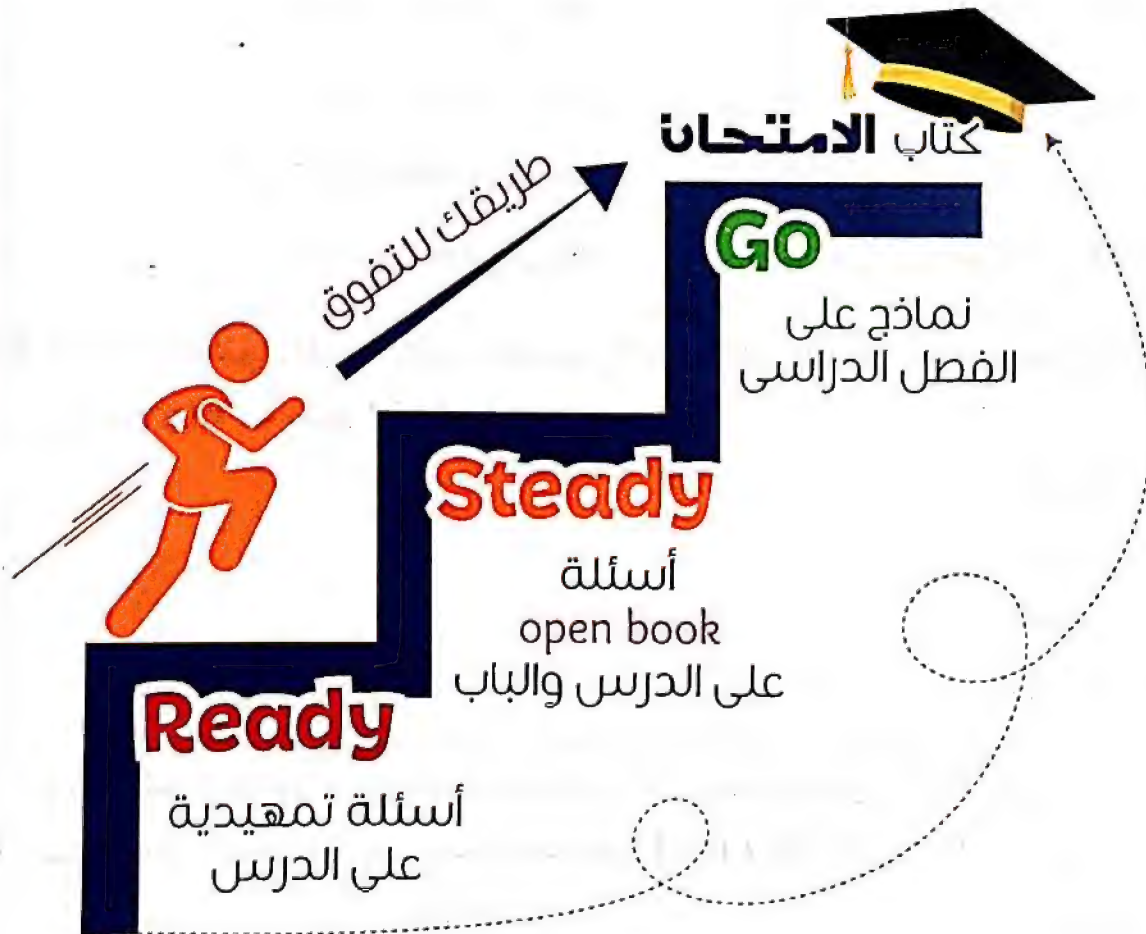 كتاب الامتحان
طريقك للتفوق
Go
نماذج على
الفصل الدراسى
Steady
أسئلة
open book
على الدرس والباب
Ready
أسئلة تمهيدية
على الدرس